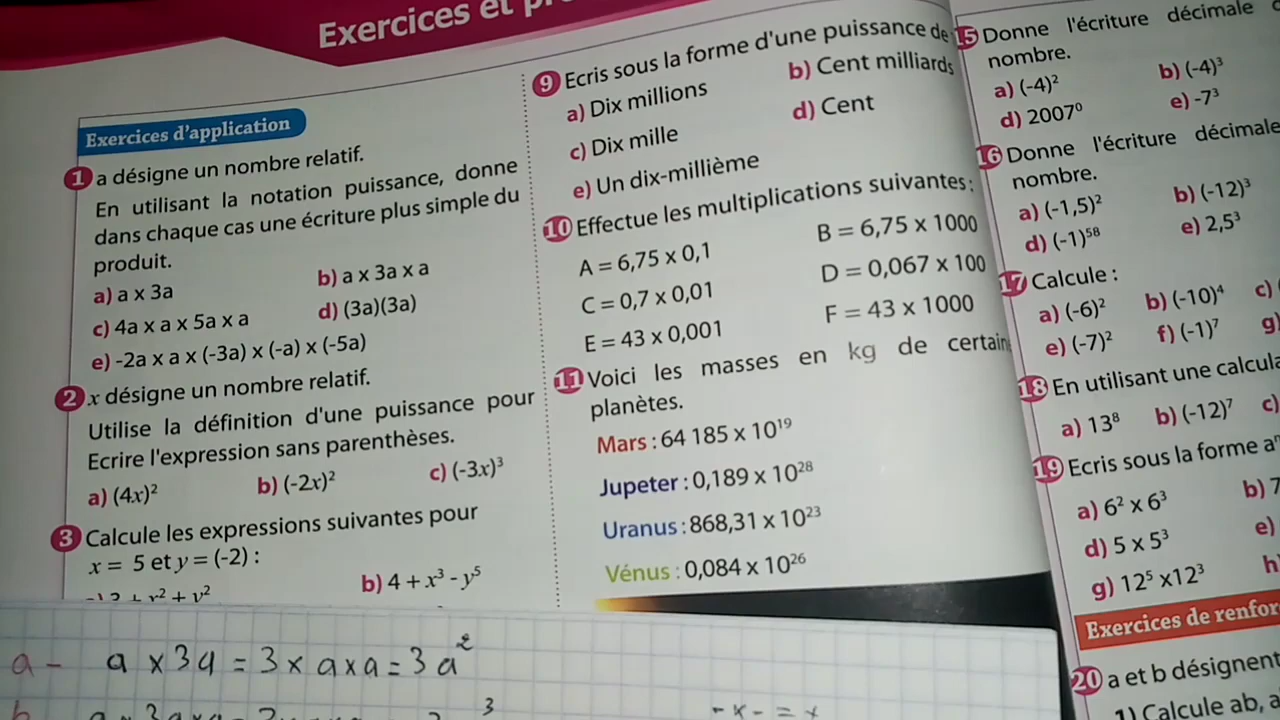 Exercices et
Exercices d'application
1 a désigne un nombre relatif.
En utilisant la notation puissance, donne
dans chaque cas une écriture plus simple du
produit.
a) a x 3a
b) a x 3a x a
c) 4a x a x 5a x a
d) (3a)(3a)
e) -2a x a x (-3a) x (-a) x (-5a)
2 x désigne un nombre relatif.
Utilise la définition d'une puissance pour
Ecrire l'expression sans parenthèses.
a) (4x)²
b) (-2x)²
c) (-3x)³
3 Calcule les expressions suivantes pour
x = 5 et y = (-2) :
b) 4 + x³ - y⁵
9 Ecris sous la forme d'une puissance de
a) Dix millions
b) Cent milliards
c) Dix mille
d) Cent
e) Un dix-millième
10 Effectue les multiplications suivantes :
A = 6,75 x 0,1
B = 6,75 x 1000
C = 0,7 x 0,01
D = 0,067 x 100
E = 43 x 0,001
F = 43 x 1000
11 Voici les masses en kg de
planètes.
Mars : 64 185 x 10¹⁹
Jupeter : 0,189 x 10²⁸
Uranus : 868,31 x 10²³
Vénus : 0,084 x 10²⁶
15 Donne l'écriture décimale
nombre.
a) (-4)²
b) (-4)³
d) 2007⁰
e) -7³
16 Donne l'écriture décimale
nombre.
a) (-1,5)²
b) (-12)³
d) (-1)⁵⁸
e) 2,5³
17 Calcule :
a) (-6)²
b) (-10)⁴
c)
e) (-7)²
f) (-1)⁷
g)
18 En utilisant une
a) 13⁸
b) (-12)⁷
c)
19 Ecris sous la forme
a) 6² x 6³
b) 7
d) 5 x 5³
e)
g) 12⁵ x12³
h
Exercices de
20 a et b désignent
1) Calcule ab,
a - a x 3a = 3 x a x a = 3a²